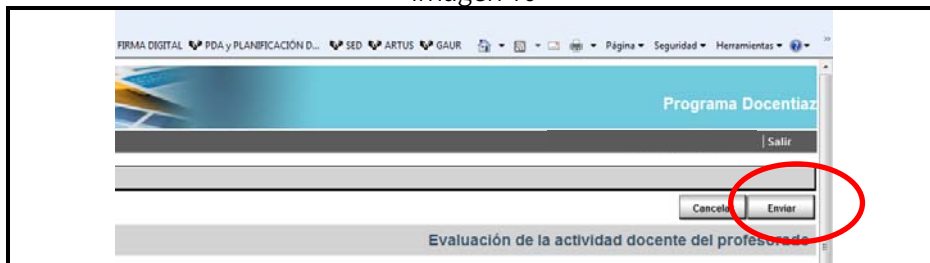 FIRMA DIGITAL PDA y PLANIFICACIÓN D... SED ARTUS GAUR Página Seguridad Herramientas
Programa Docentiaz
| Salir
Cancelar Enviar
Evaluación de la actividad docente del profesorado